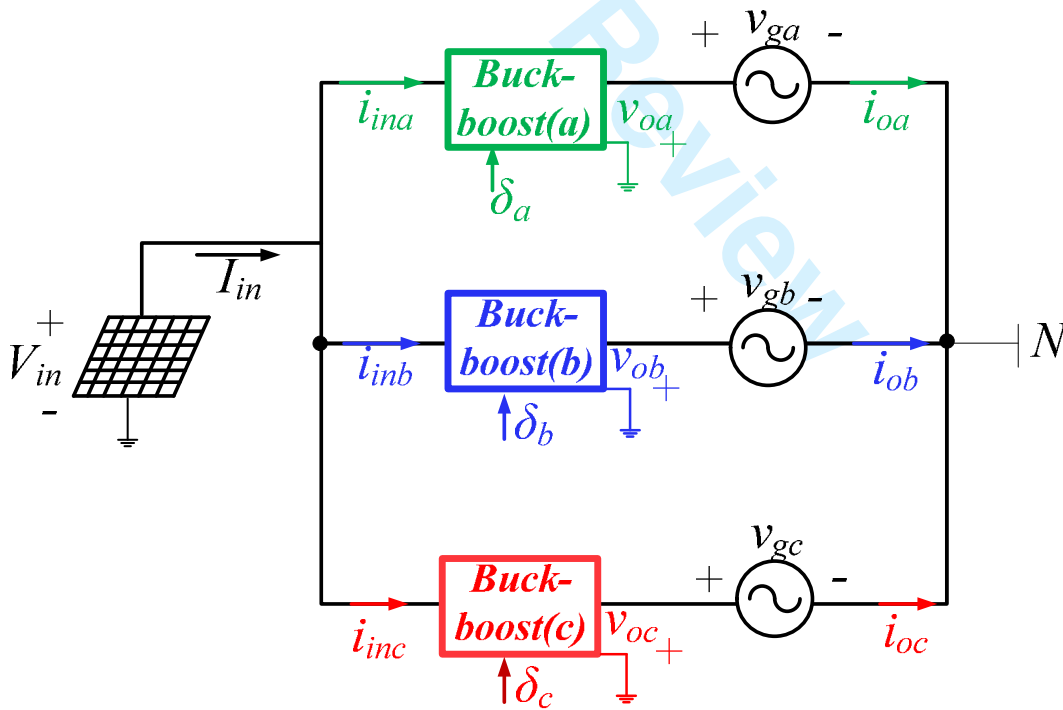 Review
+ v_ga -
Buck-
boost(a)
i_ina
v_oa
+
i_oa
δ_a
I_in
+
V_in
-
+ v_gb -
Buck-
boost(b)
i_inb
v_ob
+
i_ob
N
δ_b
v_gc
+ -
Buck-
boost(c)
i_inc
v_oc
+
i_oc
δ_c